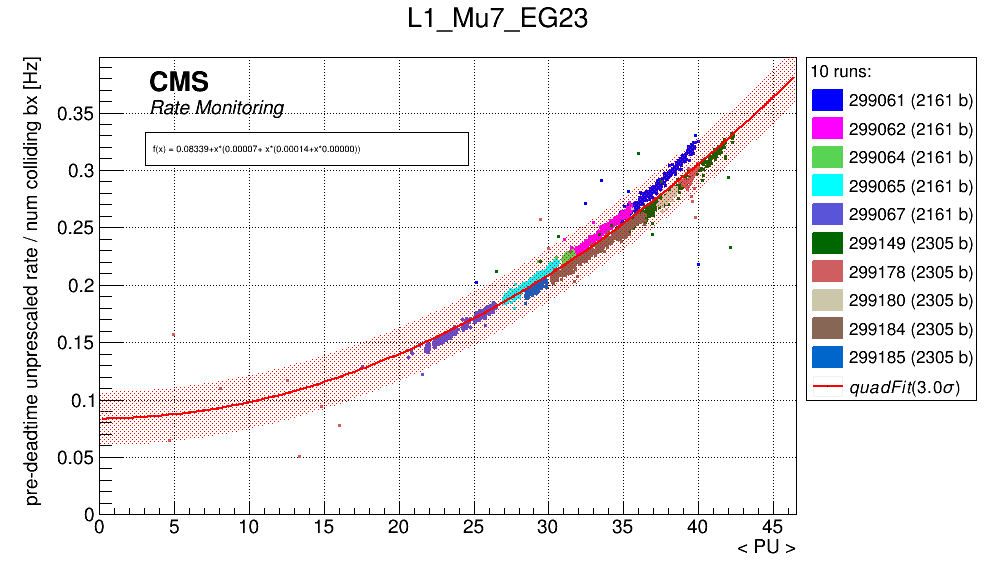 L1_Mu7_EG23
pre-deadtime unprescaled rate / num colliding bx [Hz]
CMS
Rate Monitoring
f(x) = 0.08339+x*(0.00007+ x*(0.00014+x*0.00000))
0.35
0.3
0.25
0.2
0.15
0.1
0.05
0
0 5 10 15 20 25 30 35 40 45
< PU >
10 runs:
299061 (2161 b)
299062 (2161 b)
299064 (2161 b)
299065 (2161 b)
299067 (2161 b)
299149 (2305 b)
299178 (2305 b)
299180 (2305 b)
299184 (2305 b)
299185 (2305 b)
quadFit(3.0σ)